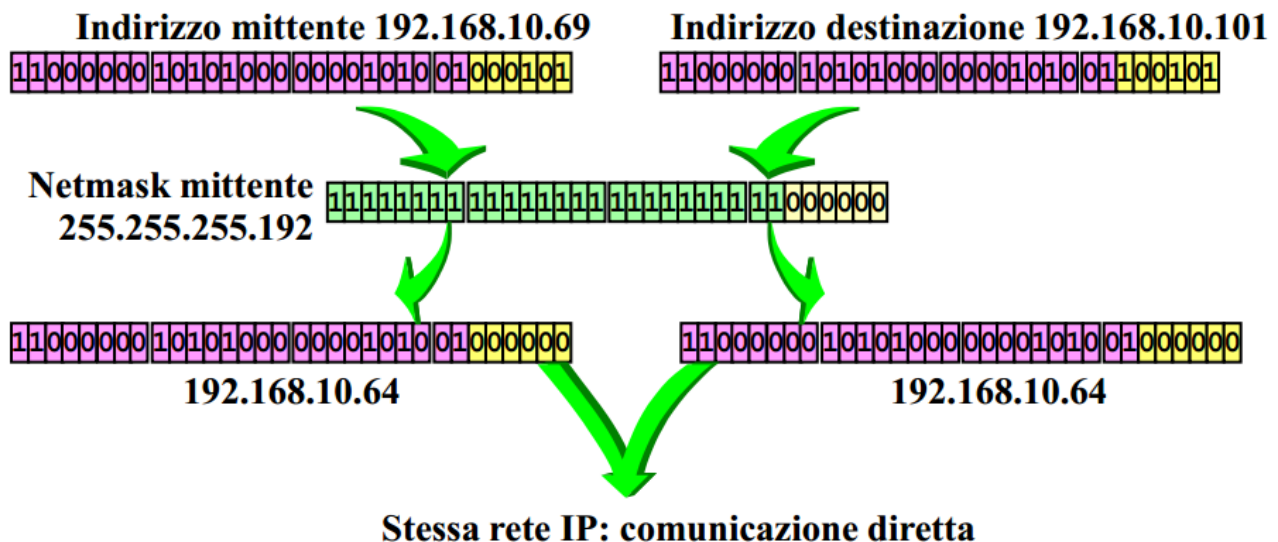 Indirizzo mittente 192.168.10.69
Indirizzo destinazione 192.168.10.101
11000000 10101000 00001010 01000101
11000000 10101000 00001010 01100101
Netmask mittente
255.255.255.192
11111111 11111111 11111111 11000000
11000000 10101000 00001010 01000000
11000000 10101000 00001010 01000000
192.168.10.64
192.168.10.64
Stessa rete IP: comunicazione diretta